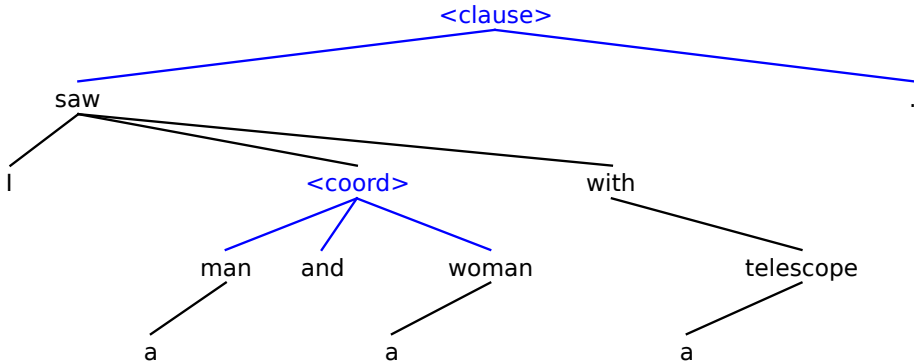 <clause>
saw .
I <coord> with
man and woman telescope
a a a